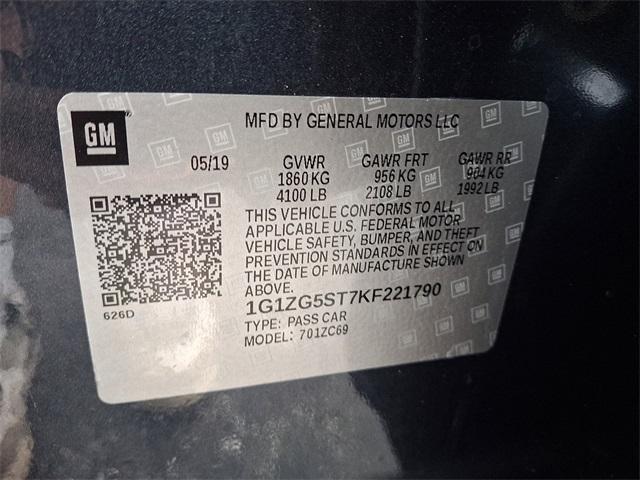 GM
MFD BY GENERAL MOTORS LLC
05/19 GVWR GAWR FRT GAWR RR
1860 KG 956 KG 904 KG
4100 LB 2108 LB 1992 LB
THIS VEHICLE CONFORMS TO ALL
APPLICABLE U.S. FEDERAL MOTOR
VEHICLE SAFETY, BUMPER, AND THEFT
PREVENTION STANDARDS IN EFFECT ON
THE DATE OF MANUFACTURE SHOWN
ABOVE.
626D
1G1ZG5ST7KF221790
TYPE: PASS CAR
MODEL: 701ZC69